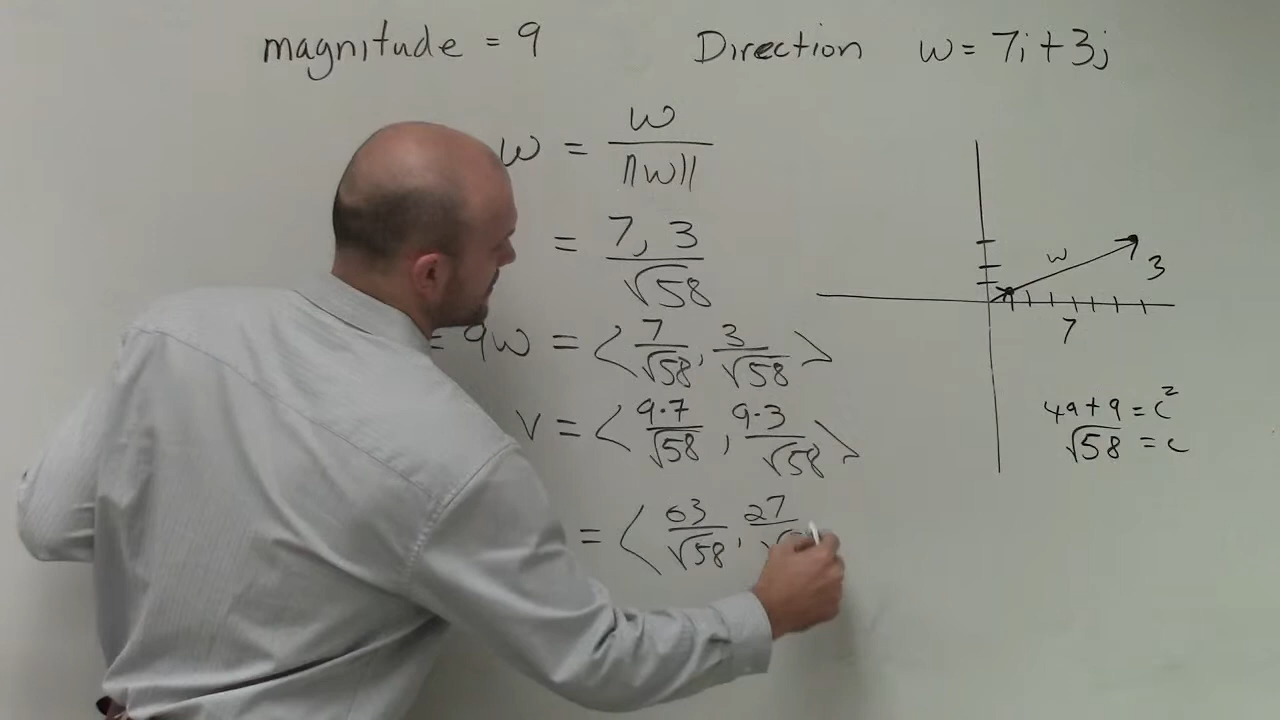 magnitude = 9 Direction w = 7i + 3j
w = w / ||w||
= 7, 3 / √58
= 9w = < 7/√58, 3/√58 >
v = < 9·7/√58, 9·3/√58 >
= < 63/√58, 27/√
w
3
7
49 + 9 = c²
√58 = c